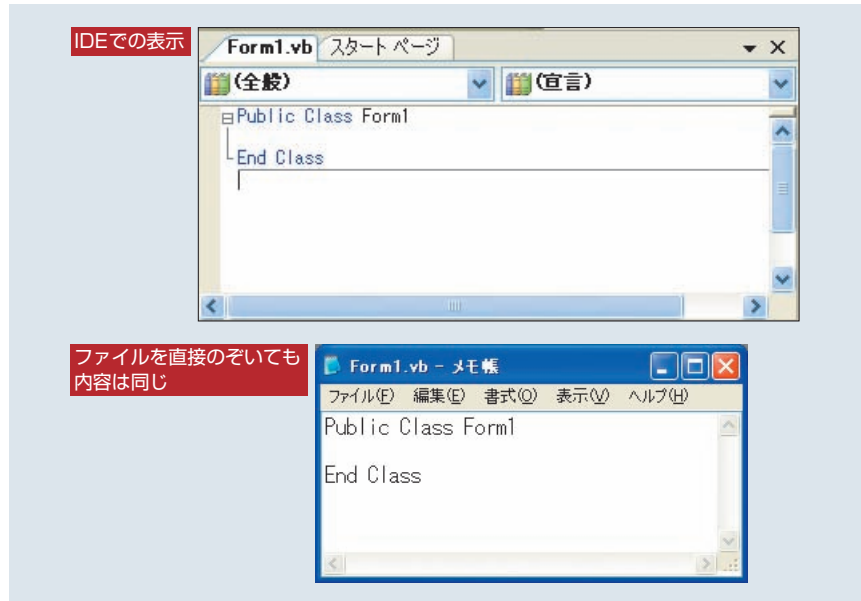 IDEでの表示
Form1.vb スタート ページ
(全般) (宣言)
Public Class Form1
End Class
ファイルを直接のぞいても
内容は同じ
Form1.vb - メモ帳
ファイル(F) 編集(E) 書式(O) 表示(V) ヘルプ(H)
Public Class Form1
End Class